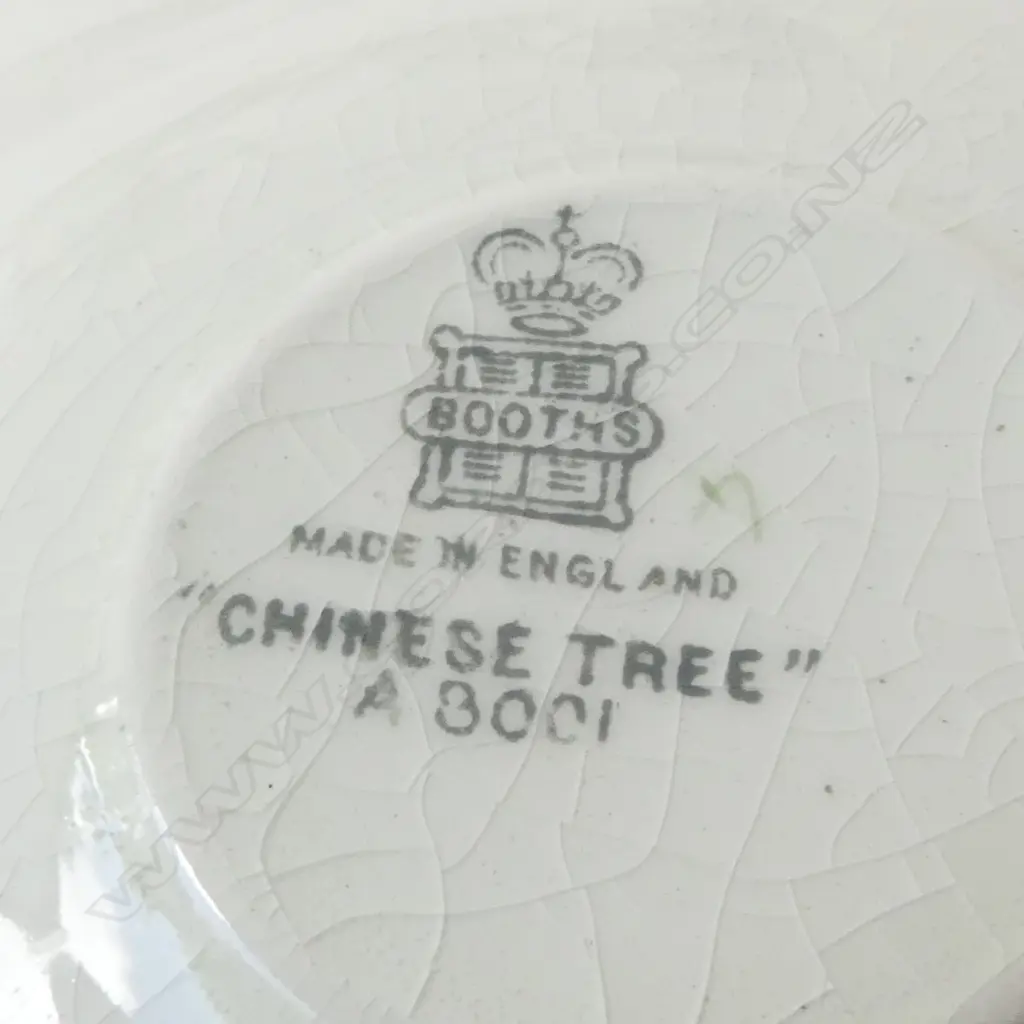 BOOTHS
MADE IN ENGLAND
"CHINESE TREE"
A 8001